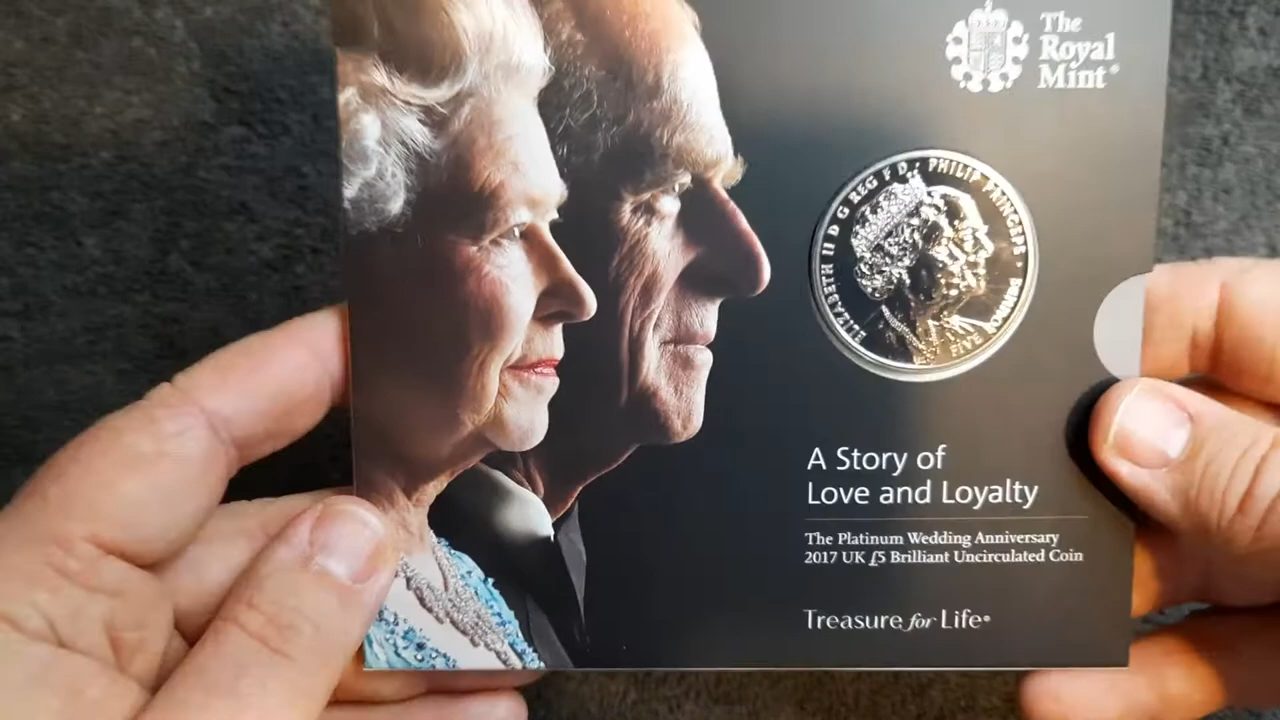 The
Royal
Mint®
ELIZABETH II D G REG F D · PHILIP PRINCEPS ·
FIVE POUNDS
A Story of
Love and Loyalty
The Platinum Wedding Anniversary
2017 UK £5 Brilliant Uncirculated Coin
Treasure for Life®